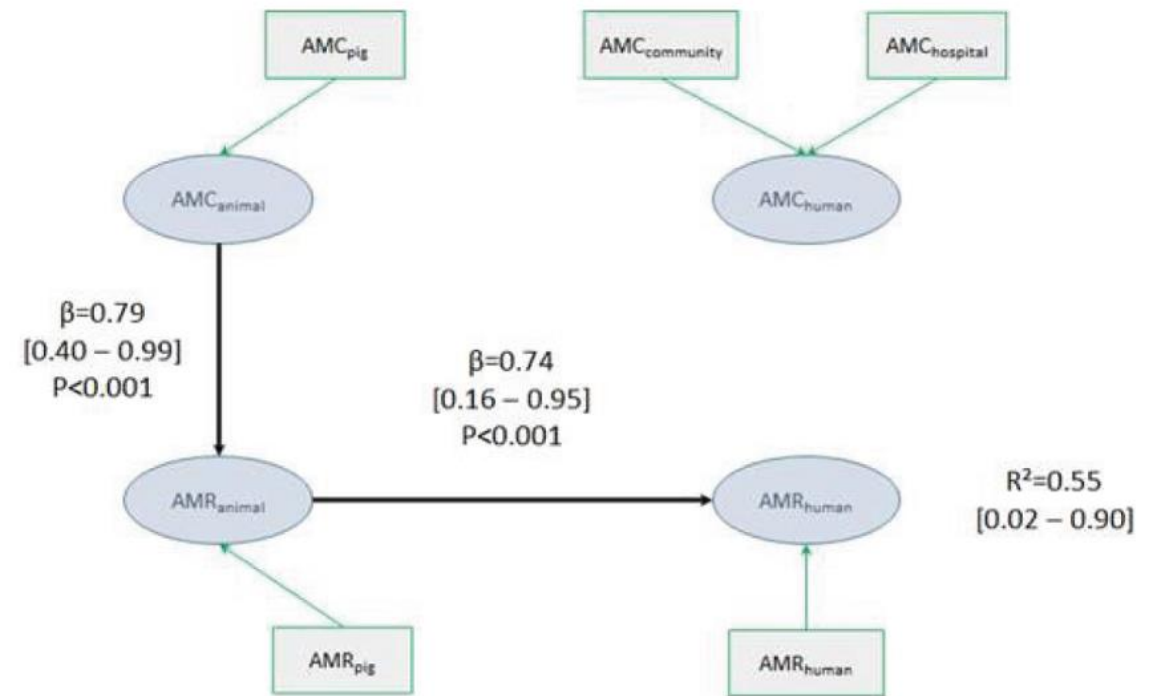 AMCpig
AMCcommunity
AMChospital
AMCanimal
AMChuman
β=0.79
[0.40 – 0.99]
P<0.001
β=0.74
[0.16 – 0.95]
P<0.001
AMRanimal
AMRhuman
R²=0.55
[0.02 – 0.90]
AMRpig
AMRhuman